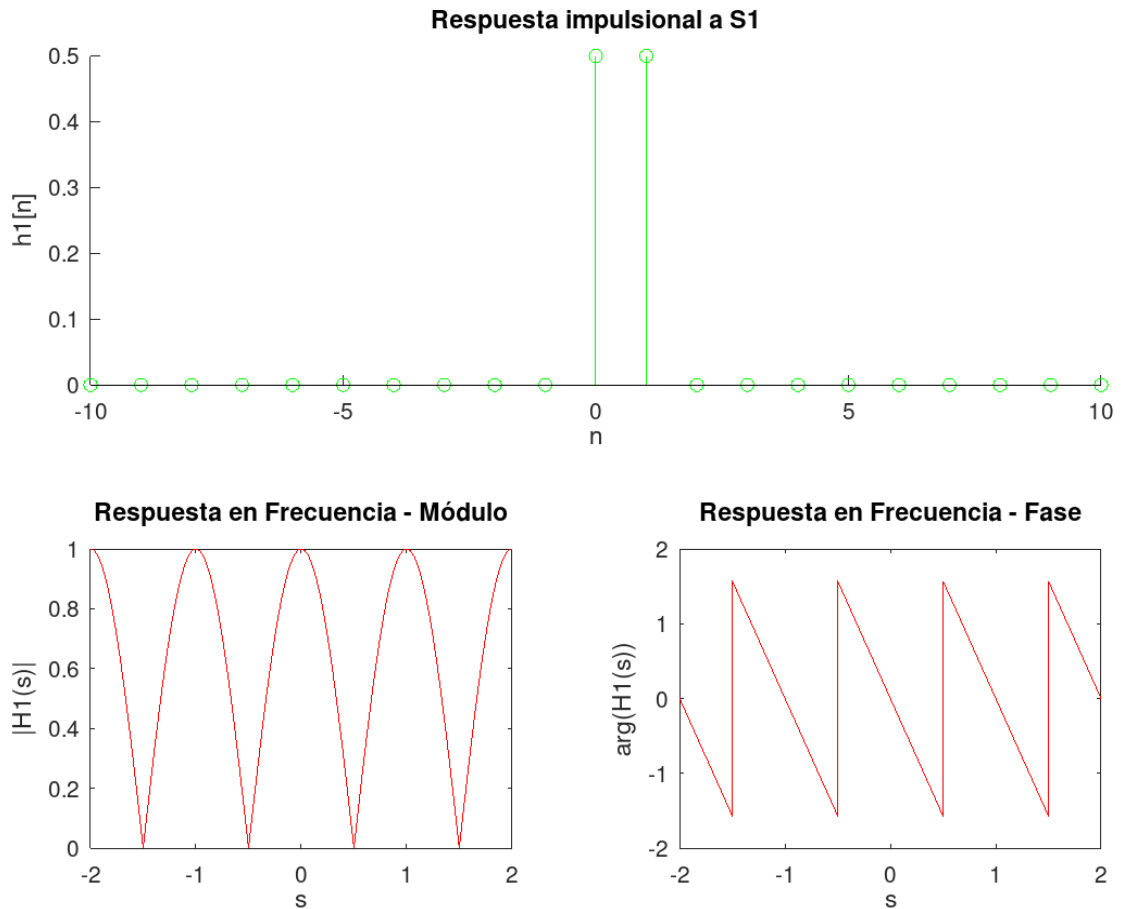 Respuesta impulsional a S1
0.5
0.4
0.3
0.2
0.1
0
h1[n]
-10 -5 0 5 10
n
Respuesta en Frecuencia - Módulo
1
0.8
0.6
0.4
0.2
0
|H1(s)|
-2 -1 0 1 2
s
Respuesta en Frecuencia - Fase
2
1
0
-1
-2
arg(H1(s))
-2 -1 0 1 2
s